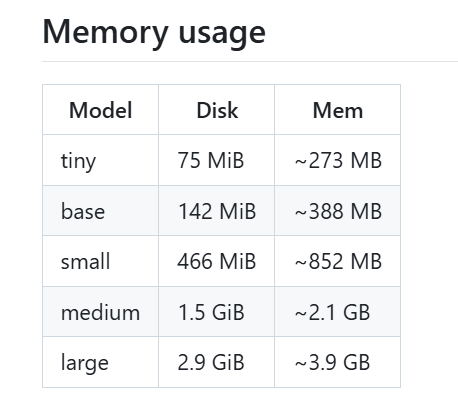 Memory usage
Model Disk Mem
tiny 75 MiB ~273 MB
base 142 MiB ~388 MB
small 466 MiB ~852 MB
medium 1.5 GiB ~2.1 GB
large 2.9 GiB ~3.9 GB